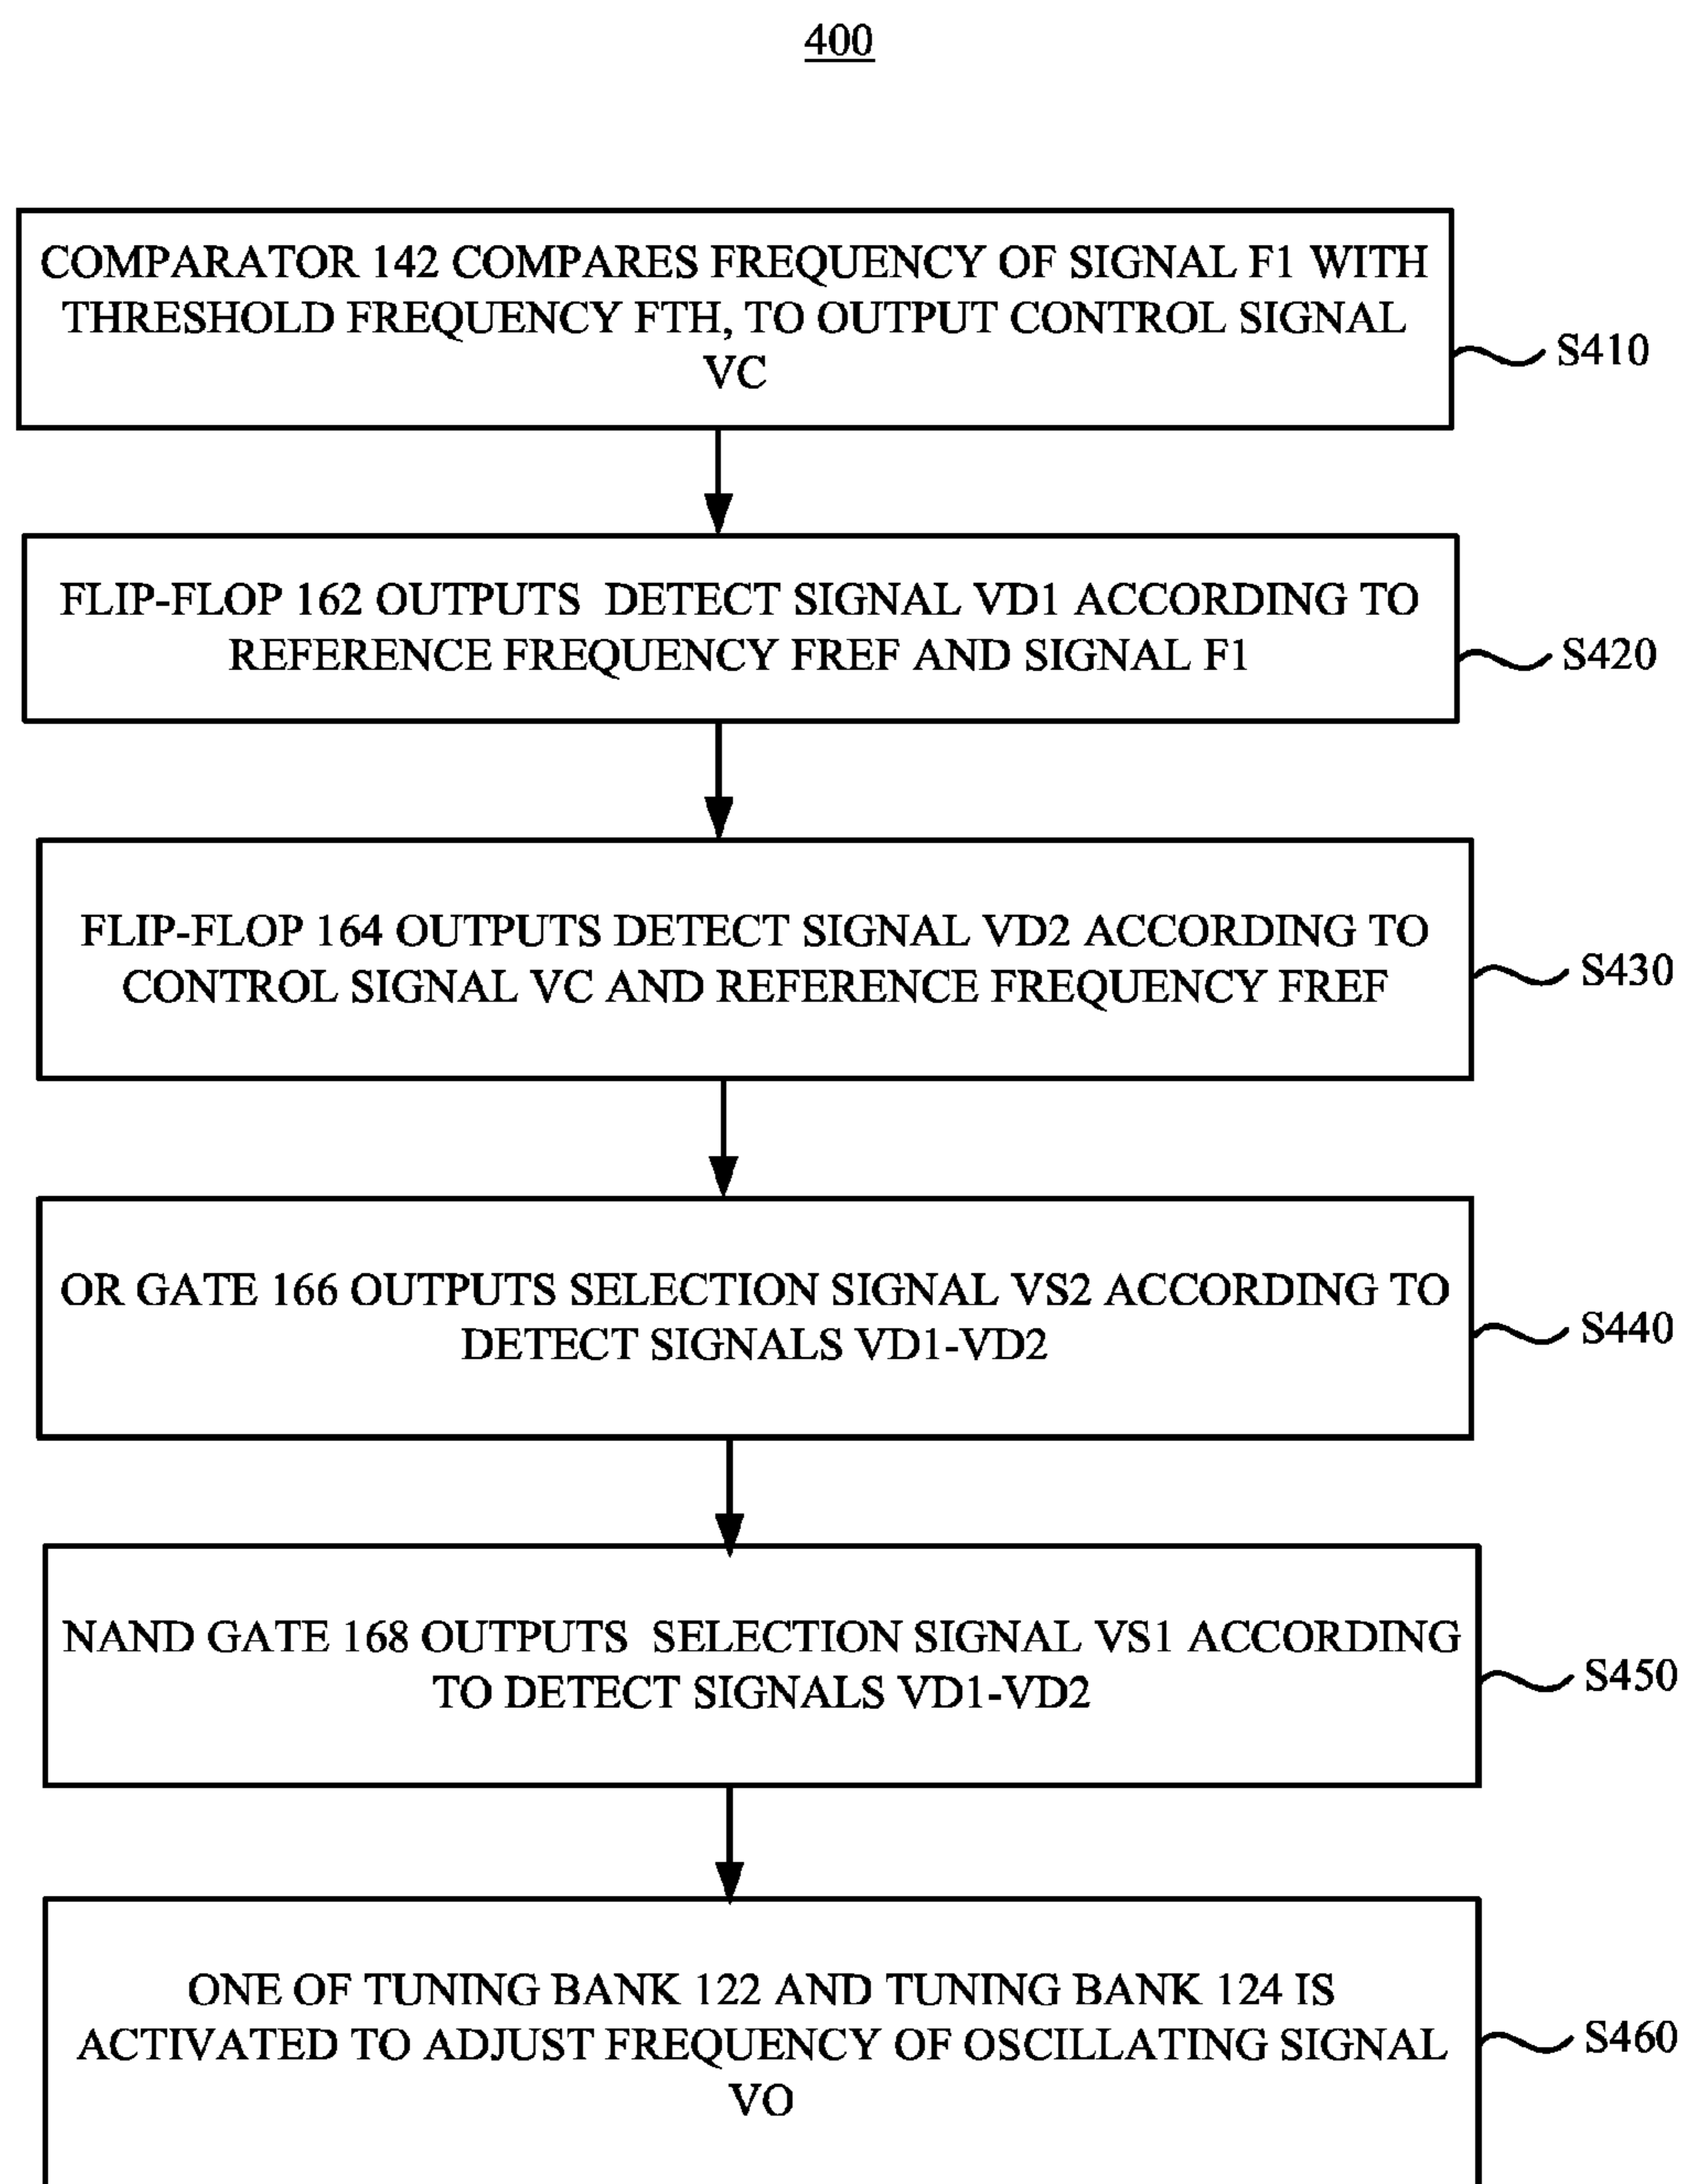 400
COMPARATOR 142 COMPARES FREQUENCY OF SIGNAL F1 WITH
THRESHOLD FREQUENCY FTH, TO OUTPUT CONTROL SIGNAL
VC
S410
FLIP-FLOP 162 OUTPUTS DETECT SIGNAL VD1 ACCORDING TO
REFERENCE FREQUENCY FREF AND SIGNAL F1
S420
FLIP-FLOP 164 OUTPUTS DETECT SIGNAL VD2 ACCORDING TO
CONTROL SIGNAL VC AND REFERENCE FREQUENCY FREF
S430
OR GATE 166 OUTPUTS SELECTION SIGNAL VS2 ACCORDING TO
DETECT SIGNALS VD1-VD2
S440
NAND GATE 168 OUTPUTS SELECTION SIGNAL VS1 ACCORDING
TO DETECT SIGNALS VD1-VD2
S450
ONE OF TUNING BANK 122 AND TUNING BANK 124 IS
ACTIVATED TO ADJUST FREQUENCY OF OSCILLATING SIGNAL
VO
S460